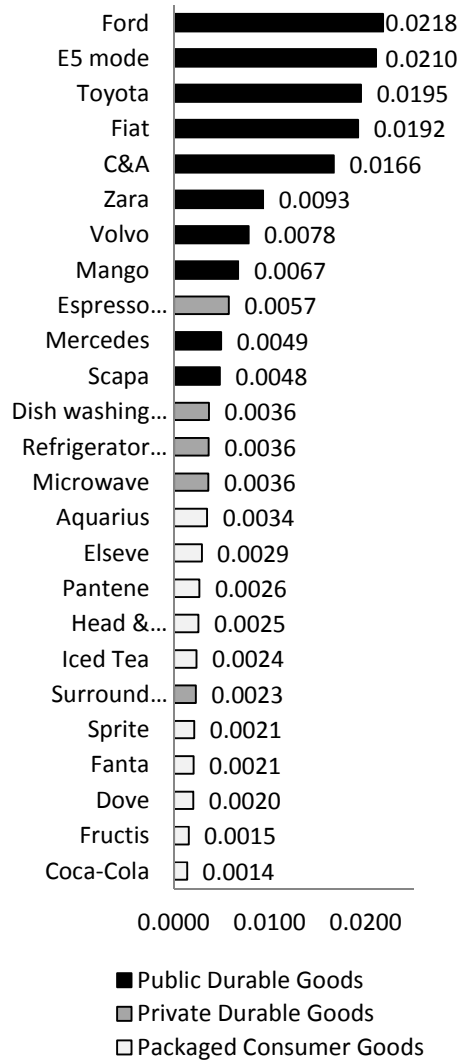 Ford 0.0218
E5 mode 0.0210
Toyota 0.0195
Fiat 0.0192
C&A 0.0166
Zara 0.0093
Volvo 0.0078
Mango 0.0067
Espresso... 0.0057
Mercedes 0.0049
Scapa 0.0048
Dish washing... 0.0036
Refrigerator... 0.0036
Microwave 0.0036
Aquarius 0.0034
Elseve 0.0029
Pantene 0.0026
Head &... 0.0025
Iced Tea 0.0024
Surround... 0.0023
Sprite 0.0021
Fanta 0.0021
Dove 0.0020
Fructis 0.0015
Coca-Cola 0.0014
0.0000 0.0100 0.0200
Public Durable Goods
Private Durable Goods
Packaged Consumer Goods